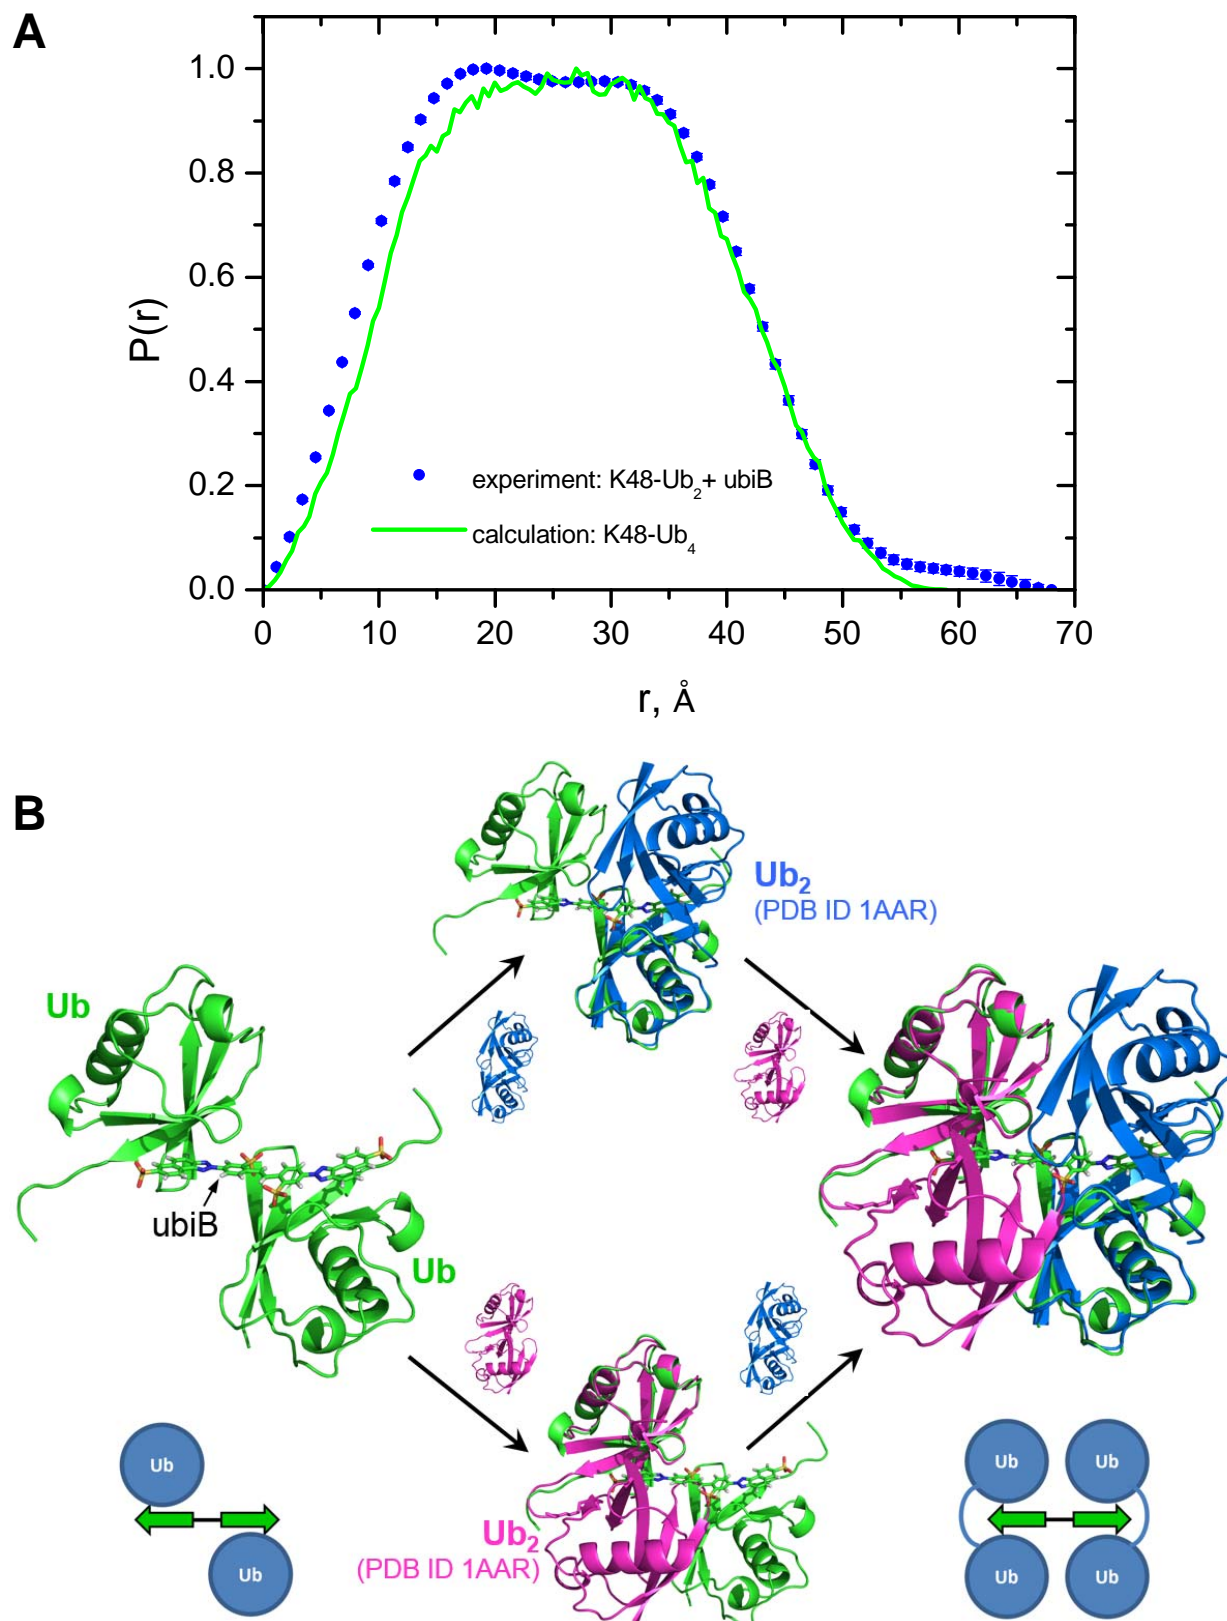 A
P(r)
1.0
0.8
0.6
0.4
0.2
0.0
experiment: K48-Ub2+ ubiB
calculation: K48-Ub4
0 10 20 30 40 50 60 70
r, Å
B
Ub2
(PDB ID 1AAR)
Ub
ubiB
Ub
Ub2
(PDB ID 1AAR)
Ub
Ub
Ub Ub
Ub Ub